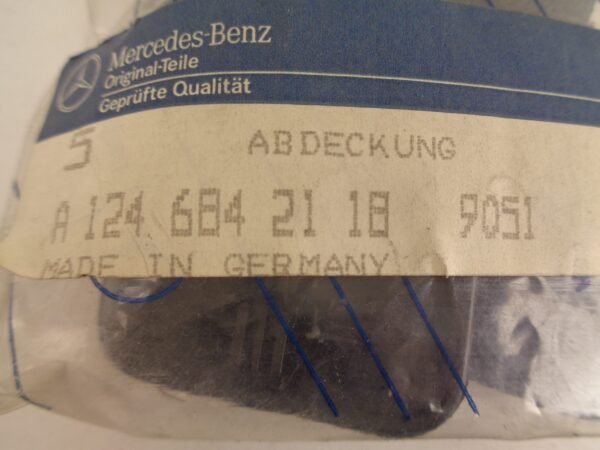 Mercedes-Benz
Original-Teile
Geprüfte Qualität
5 ABDECKUNG
A 124 684 21 18 9051
MADE IN GERMANY